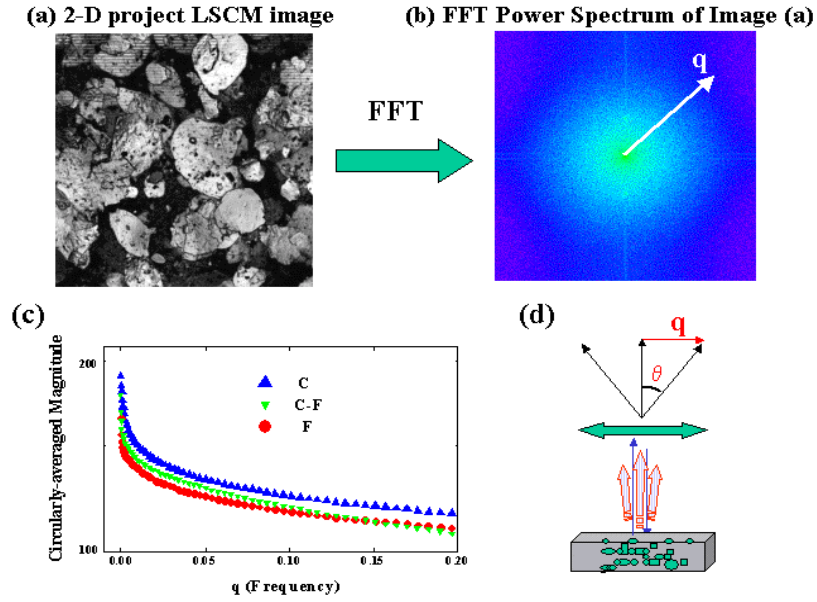 (a) 2-D project LSCM image
(b) FFT Power Spectrum of Image (a)
q
FFT
(c)
(d)
Circularly-averaged Magnitude
200
100
C
C-F
F
0.00
0.05
0.10
0.15
0.20
q (Frequency)
q
θ